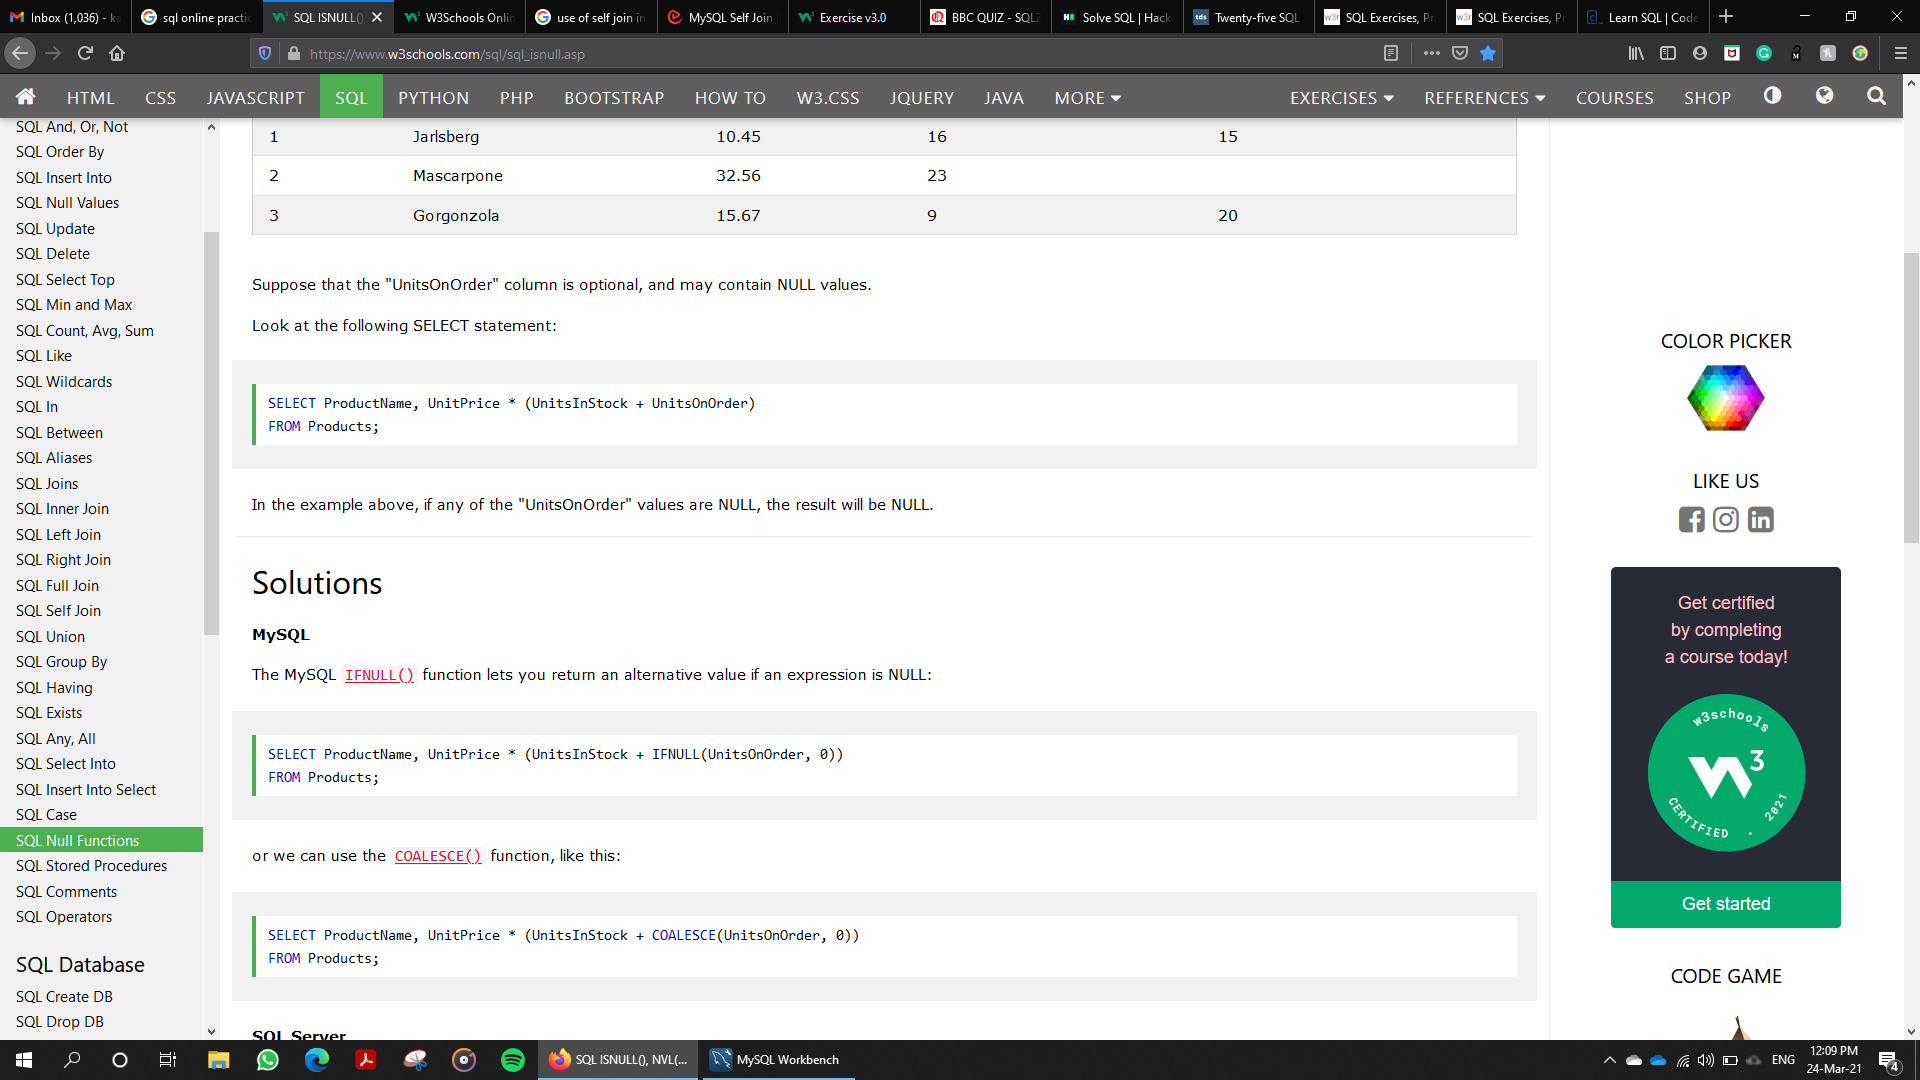 Inbox (1,036) - ka
sql online practic
SQL ISNULL(),
W3Schools Onlin
use of self join in
MySQL Self Join
Exercise v3.0
BBC QUIZ - SQLZ
Solve SQL | Hack
Twenty-five SQL
SQL Exercises, Pr
SQL Exercises, Pr
Learn SQL | Code
https://www.w3schools.com/sql/sql_isnull.asp
HTML CSS JAVASCRIPT SQL PYTHON PHP BOOTSTRAP HOW TO W3.CSS JQUERY JAVA MORE EXERCISES REFERENCES COURSES SHOP
SQL And, Or, Not
SQL Order By
SQL Insert Into
SQL Null Values
SQL Update
SQL Delete
SQL Select Top
SQL Min and Max
SQL Count, Avg, Sum
SQL Like
SQL Wildcards
SQL In
SQL Between
SQL Aliases
SQL Joins
SQL Inner Join
SQL Left Join
SQL Right Join
SQL Full Join
SQL Self Join
SQL Union
SQL Group By
SQL Having
SQL Exists
SQL Any, All
SQL Select Into
SQL Insert Into Select
SQL Case
SQL Null Functions
SQL Stored Procedures
SQL Comments
SQL Operators
SQL Database
SQL Create DB
SQL Drop DB
1 Jarlsberg 10.45 16 15
2 Mascarpone 32.56 23
3 Gorgonzola 15.67 9 20
Suppose that the "UnitsOnOrder" column is optional, and may contain NULL values.
Look at the following SELECT statement:
SELECT ProductName, UnitPrice * (UnitsInStock + UnitsOnOrder)
FROM Products;
In the example above, if any of the "UnitsOnOrder" values are NULL, the result will be NULL.
Solutions
MySQL
The MySQL IFNULL() function lets you return an alternative value if an expression is NULL:
SELECT ProductName, UnitPrice * (UnitsInStock + IFNULL(UnitsOnOrder, 0))
FROM Products;
or we can use the COALESCE() function, like this:
SELECT ProductName, UnitPrice * (UnitsInStock + COALESCE(UnitsOnOrder, 0))
FROM Products;
SQL Server
COLOR PICKER
LIKE US
Get certified
by completing
a course today!
w3schools
W3
CERTIFIED . 2021
Get started
CODE GAME
SQL ISNULL(), NVL(...
MySQL Workbench
ENG
12:09 PM
24-Mar-21
4